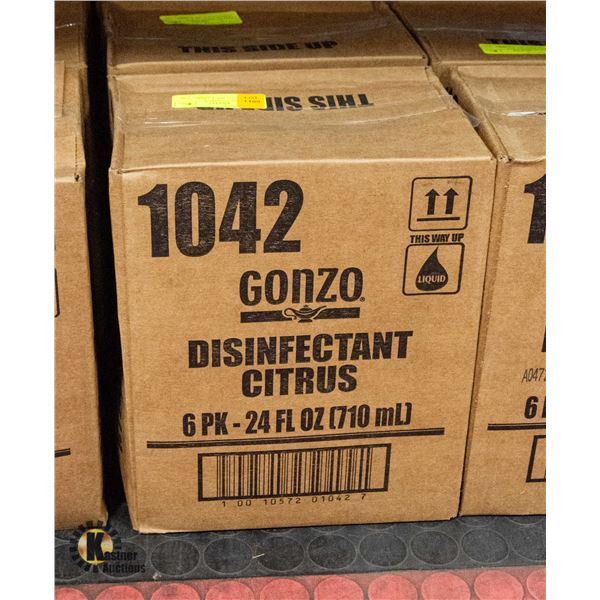 THIS SIDE UP
THIS SIDE UP
1042
THIS WAY UP
LIQUID
GONZO®
DISINFECTANT
CITRUS
6 PK - 24 FL OZ (710 mL)
1 00 10572 01042 7
A0472
Kastner
Auctions